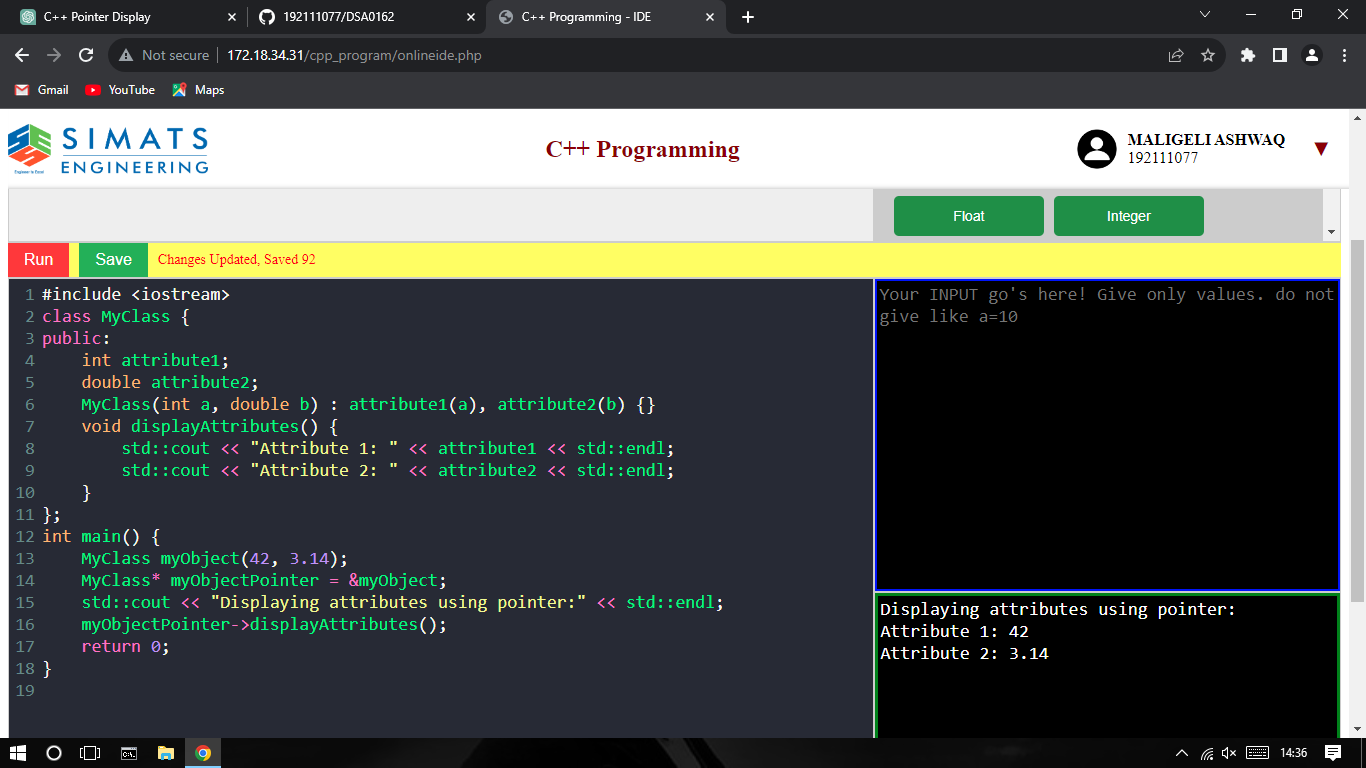 C++ Pointer Display
192111077/DSA0162
C++ Programming - IDE
Not secure
172.18.34.31/cpp_program/onlineide.php
Gmail
YouTube
Maps
SIMATS
ENGINEERING
Engineer to Excel
C++ Programming
MALIGELI ASHWAQ
192111077
Float
Integer
Run
Save
Changes Updated, Saved 92
1 #include <iostream>
2 class MyClass {
3 public:
4     int attribute1;
5     double attribute2;
6     MyClass(int a, double b) : attribute1(a), attribute2(b) {}
7     void displayAttributes() {
8         std::cout << "Attribute 1: " << attribute1 << std::endl;
9         std::cout << "Attribute 2: " << attribute2 << std::endl;
10     }
11 };
12 int main() {
13     MyClass myObject(42, 3.14);
14     MyClass* myObjectPointer = &myObject;
15     std::cout << "Displaying attributes using pointer:" << std::endl;
16     myObjectPointer->displayAttributes();
17     return 0;
18 }
19
Your INPUT go's here! Give only values. do not
give like a=10
Displaying attributes using pointer:
Attribute 1: 42
Attribute 2: 3.14
14:36